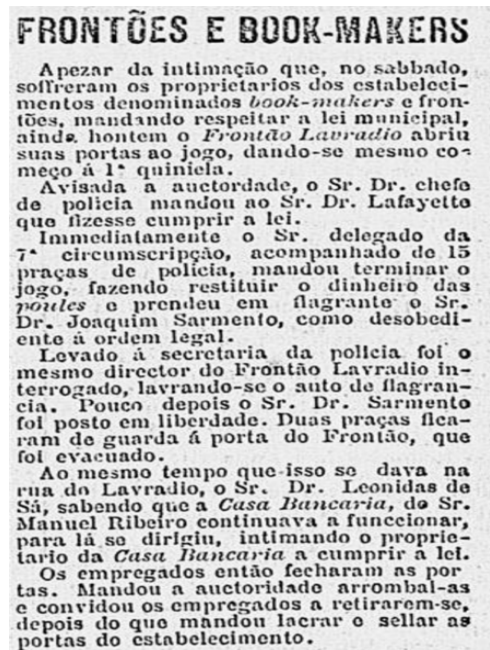 FRONTÕES E BOOK-MAKERS
Apezar da intimação que, no sabbado,
soffreram os proprietarios dos estabeleci-
mentos denominados book-makers e fron-
tões, mandando respeitar a lei municipal,
ainda hontem o Frontão Lavradio abriu
suas portas ao jogo, dando-se mesmo co-
meço á 1ª quiniela.
Avisada a auctordade, o Sr. Dr. chefe
de policia mandou ao Sr. Dr. Lafayette
que fizesse cumprir a lei.
Immediatamente o Sr. delegado da
7ª circumscripção, acompanhado de 15
praças de policia, mandou terminar o
jogo, fazendo restituir o dinheiro das
poules e prendeu em flagrante o Sr.
Dr. Joaquim Sarmento, como desobedi-
ente á ordem legal.
Levado á secretaria da policia foi o
mesmo director do Frontão Lavradio in-
terrogado, lavrando-se o auto de flagran-
cia. Pouco depois o Sr. Dr. Sarmento
foi posto em liberdade. Duas praças fica-
ram de guarda á porta do Frontão, que
foi evacuado.
Ao mesmo tempo que isso se dava na
rua do Lavradio, o Sr. Dr. Leonidas de
Sá, sabendo que a Casa Bancaria, do Sr.
Manuel Ribeiro continuava a funccionar,
para lá se dirigiu, intimando o proprie-
tario da Casa Bancaria a cumprir a lei.
Os empregados então fecharam as por
tas. Mandou a auctoridade arrombal-as
e convidou os empregados a retirarem-se,
depois do que mandou lacrar e sellar as
portas do estabelecimento.